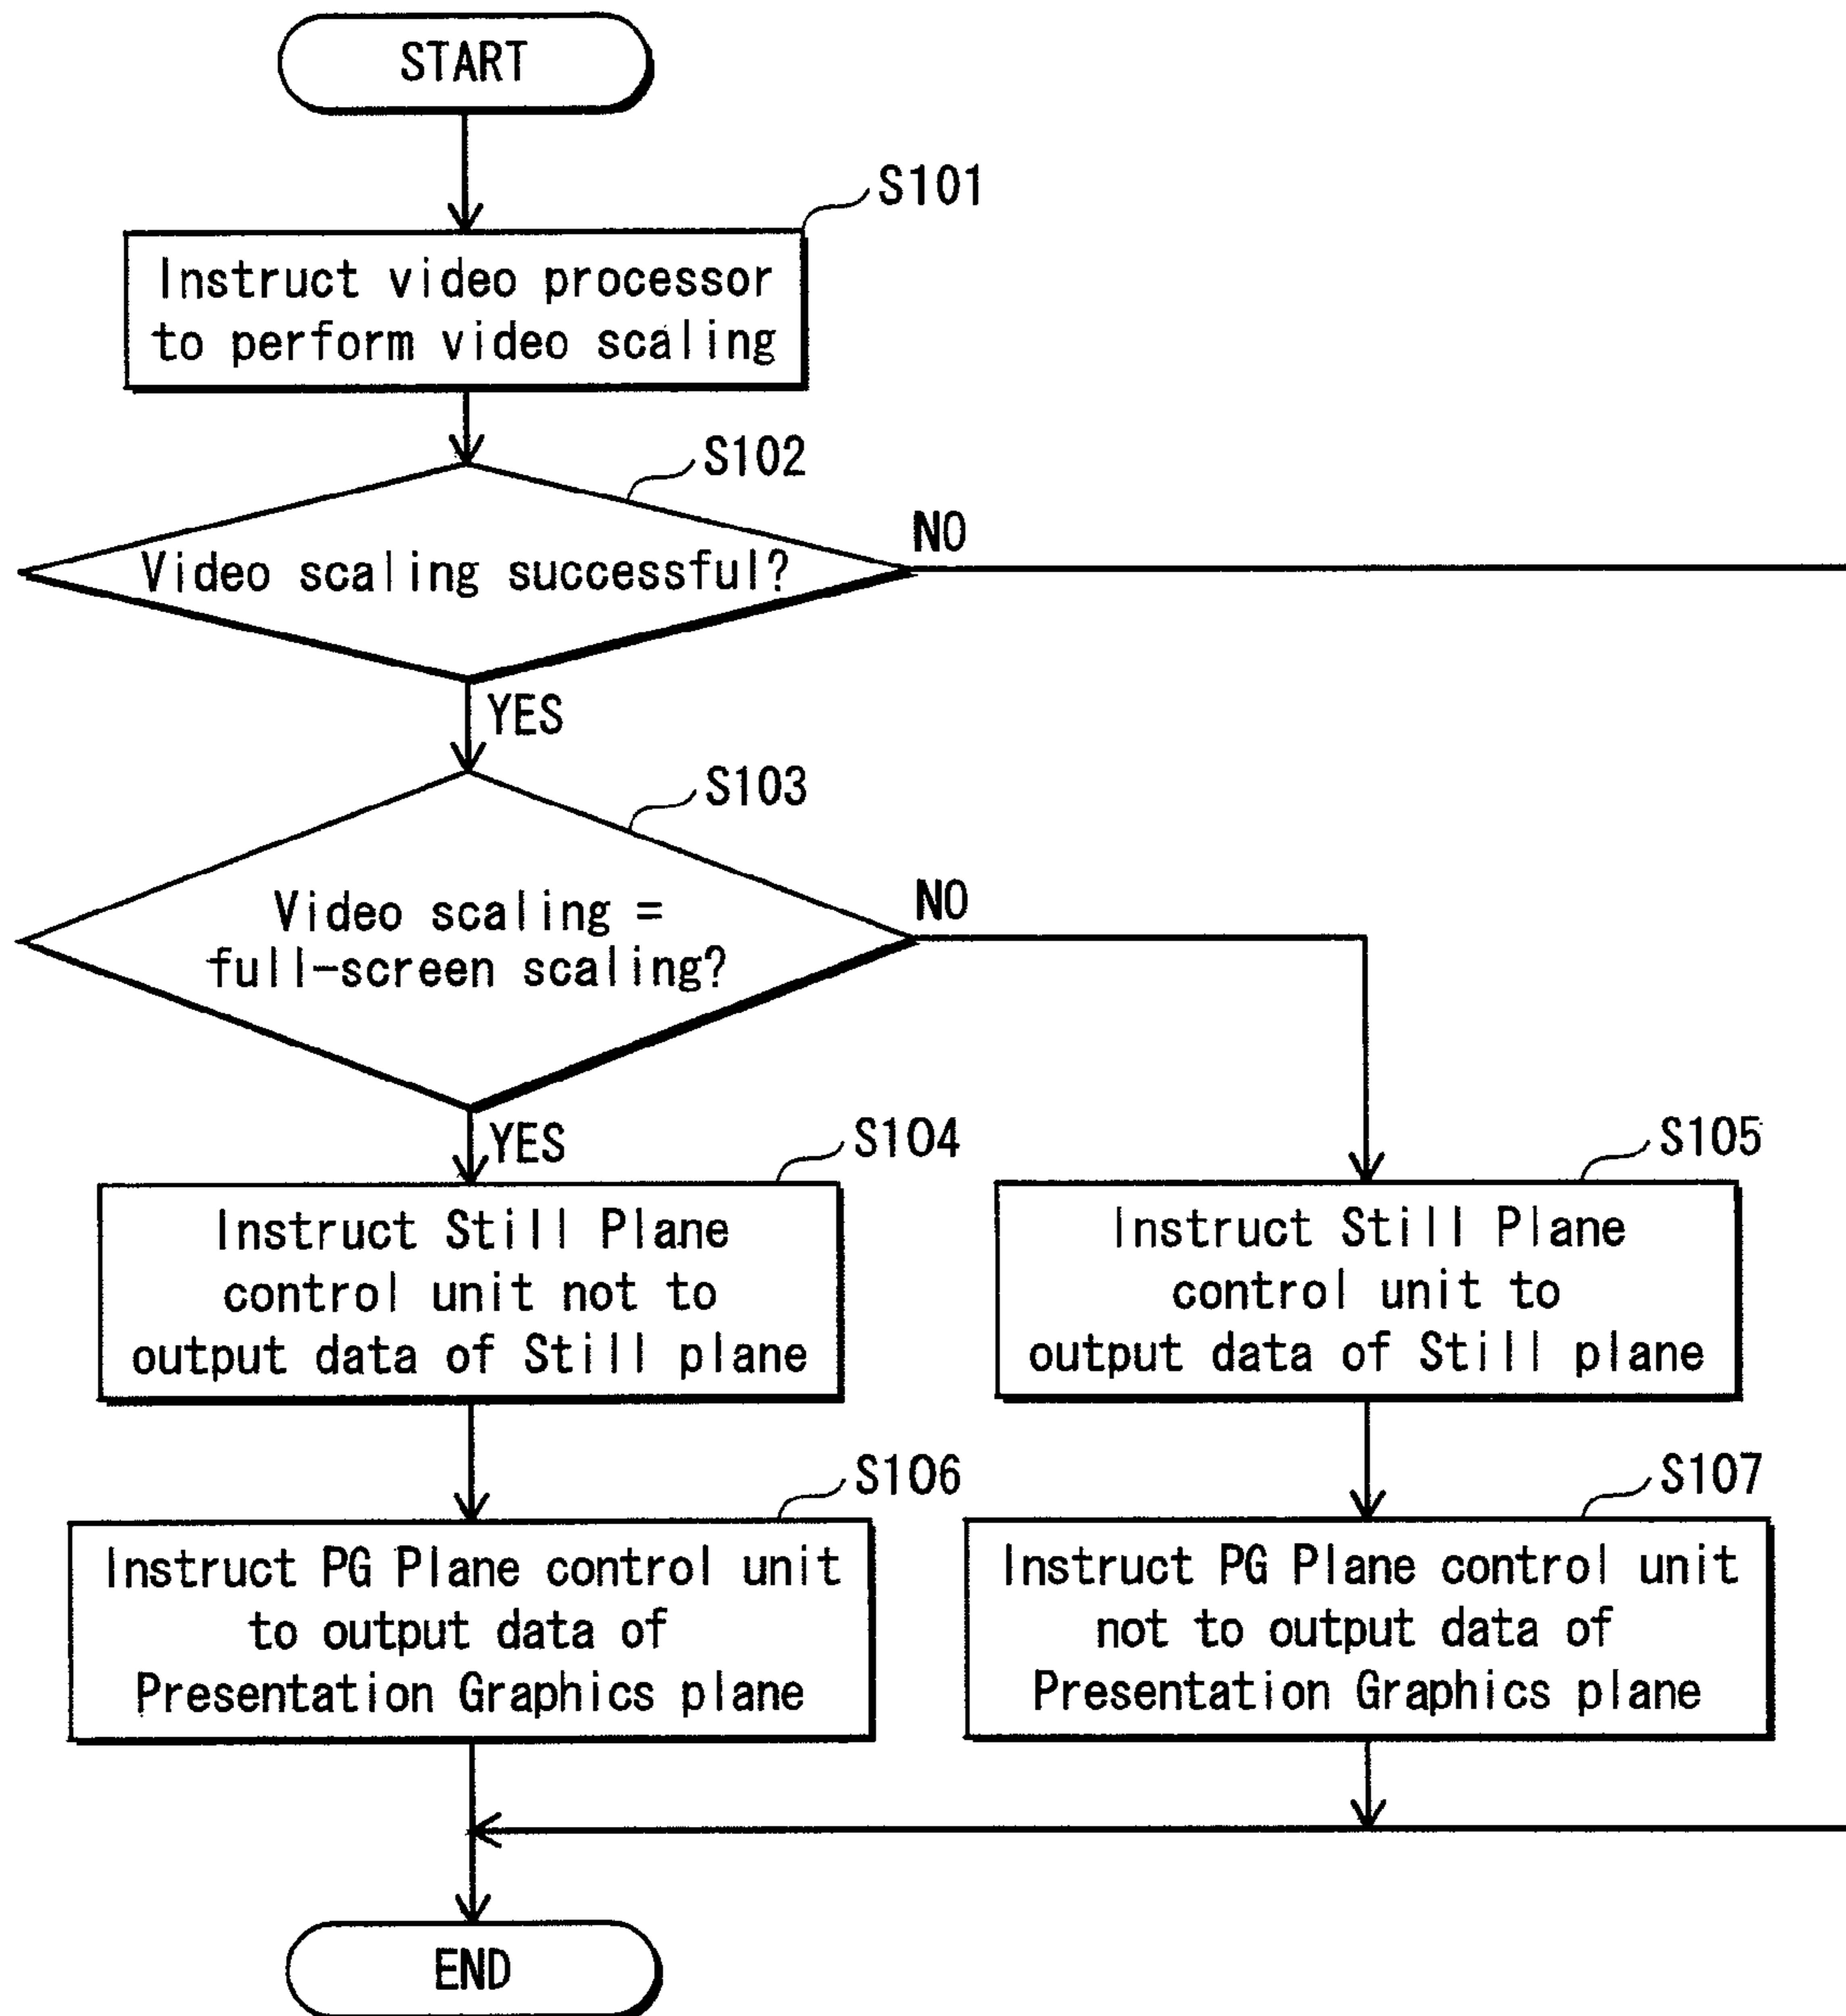 START
S101
Instruct video processor
to perform video scaling
S102
Video scaling successful?
NO
YES
S103
Video scaling =
full-screen scaling?
NO
YES
S104
Instruct Still Plane
control unit not to
output data of Still plane
S105
Instruct Still Plane
control unit to
output data of Still plane
S106
Instruct PG Plane control unit
to output data of
Presentation Graphics plane
S107
Instruct PG Plane control unit
not to output data of
Presentation Graphics plane
END